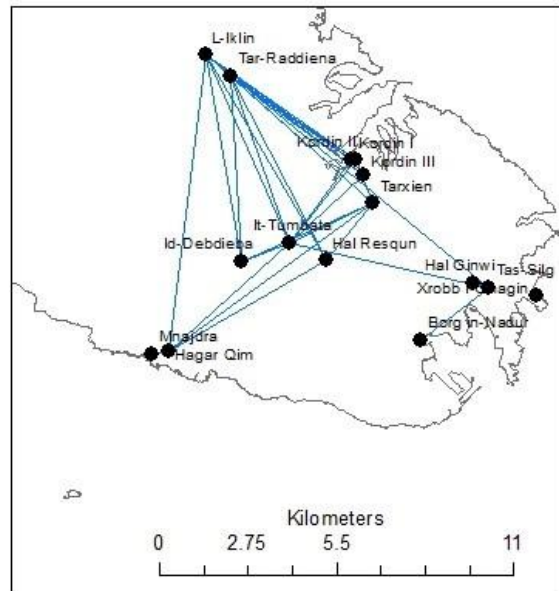 L-Iklin
Tar-Raddiena
Kordin II
Kordin I
Kordin III
Tarxien
It-Tumbata
Id-Debdieba
Hal Resqun
Hal Ginwi
Tas-Silg
Xrobb
Ghagin
Borg in-Nadur
Mnajdra
Hagar Qim
Kilometers
0 2.75 5.5 11